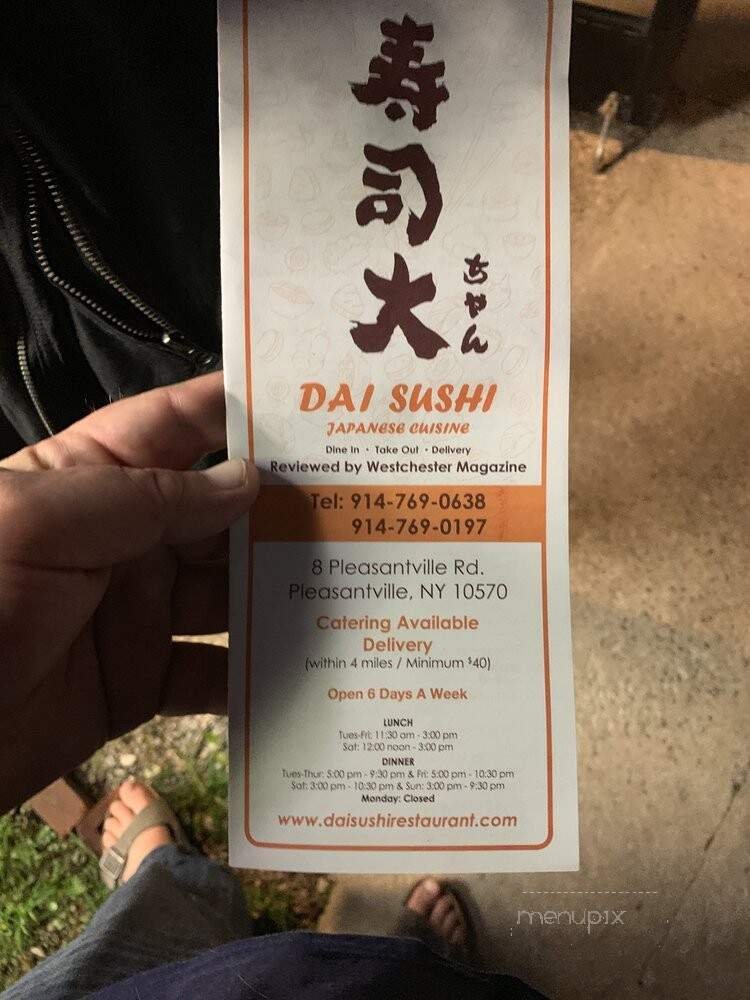 寿司大
ちゃん
DAI SUSHI
JAPANESE CUISINE
Dine In · Take Out · Delivery
Reviewed by Westchester Magazine
Tel: 914-769-0638
914-769-0197
8 Pleasantville Rd.
Pleasantville, NY 10570
Catering Available
Delivery
(within 4 miles / Minimum $40)
Open 6 Days A Week
LUNCH
Tues-Fri: 11:30 am - 3:00 pm
Sat: 12:00 noon - 3:00 pm
DINNER
Tues-Thur: 5:00 pm - 9:30 pm & Fri: 5:00 pm - 10:30 pm
Sat: 3:00 pm - 10:30 pm & Sun: 3:00 pm - 9:30 pm
Monday: Closed
www.daisushirestaurant.com
menupix